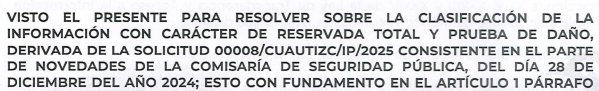 VISTO EL PRESENTE PARA RESOLVER SOBRE LA CLASIFICACIÓN DE LA
INFORMACIÓN CON CARÁCTER DE RESERVADA TOTAL Y PRUEBA DE DAÑO,
DERIVADA DE LA SOLICITUD 00008/CUAUTIZC/IP/2025 CONSISTENTE EN EL PARTE
DE NOVEDADES DE LA COMISARÍA DE SEGURIDAD PÚBLICA, DEL DÍA 28 DE
DICIEMBRE DEL AÑO 2024; ESTO CON FUNDAMENTO EN EL ARTÍCULO 1 PÁRRAFO